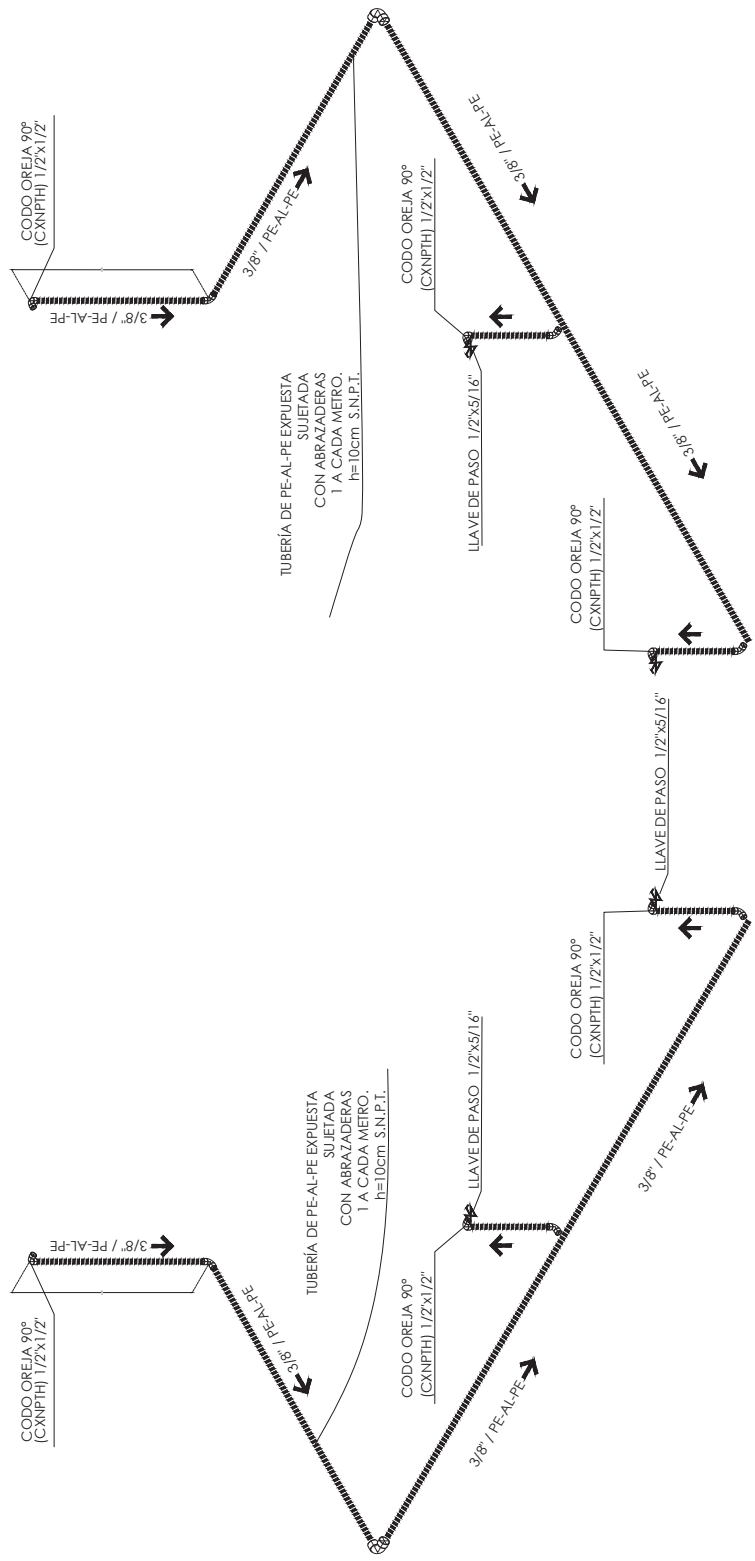 CODO OREJA 90°
(CXNPTH) 1/2"x1/2"
3/8" / PE-AL-PE
3/8" / PE-AL-PE
TUBERÍA DE PE-AL-PE EXPUESTA
SUJETADA
CON ABRAZADERAS
1 A CADA METRO.
h=10cm S.N.P.T.
3/8" / PE-AL-PE
CODO OREJA 90°
(CXNPTH) 1/2"x1/2"
LLAVE DE PASO 1/2"x5/16"
3/8" / PE-AL-PE
CODO OREJA 90°
(CXNPTH) 1/2"x1/2"
LLAVE DE PASO 1/2"x5/16"
CODO OREJA 90°
(CXNPTH) 1/2"x1/2"
3/8" / PE-AL-PE
3/8" / PE-AL-PE
TUBERÍA DE PE-AL-PE EXPUESTA
SUJETADA
CON ABRAZADERAS
1 A CADA METRO.
h=10cm S.N.P.T.
3/8" / PE-AL-PE
CODO OREJA 90°
(CXNPTH) 1/2"x1/2"
LLAVE DE PASO 1/2"x5/16"
3/8" / PE-AL-PE
CODO OREJA 90°
(CXNPTH) 1/2"x1/2"
LLAVE DE PASO 1/2"x5/16"